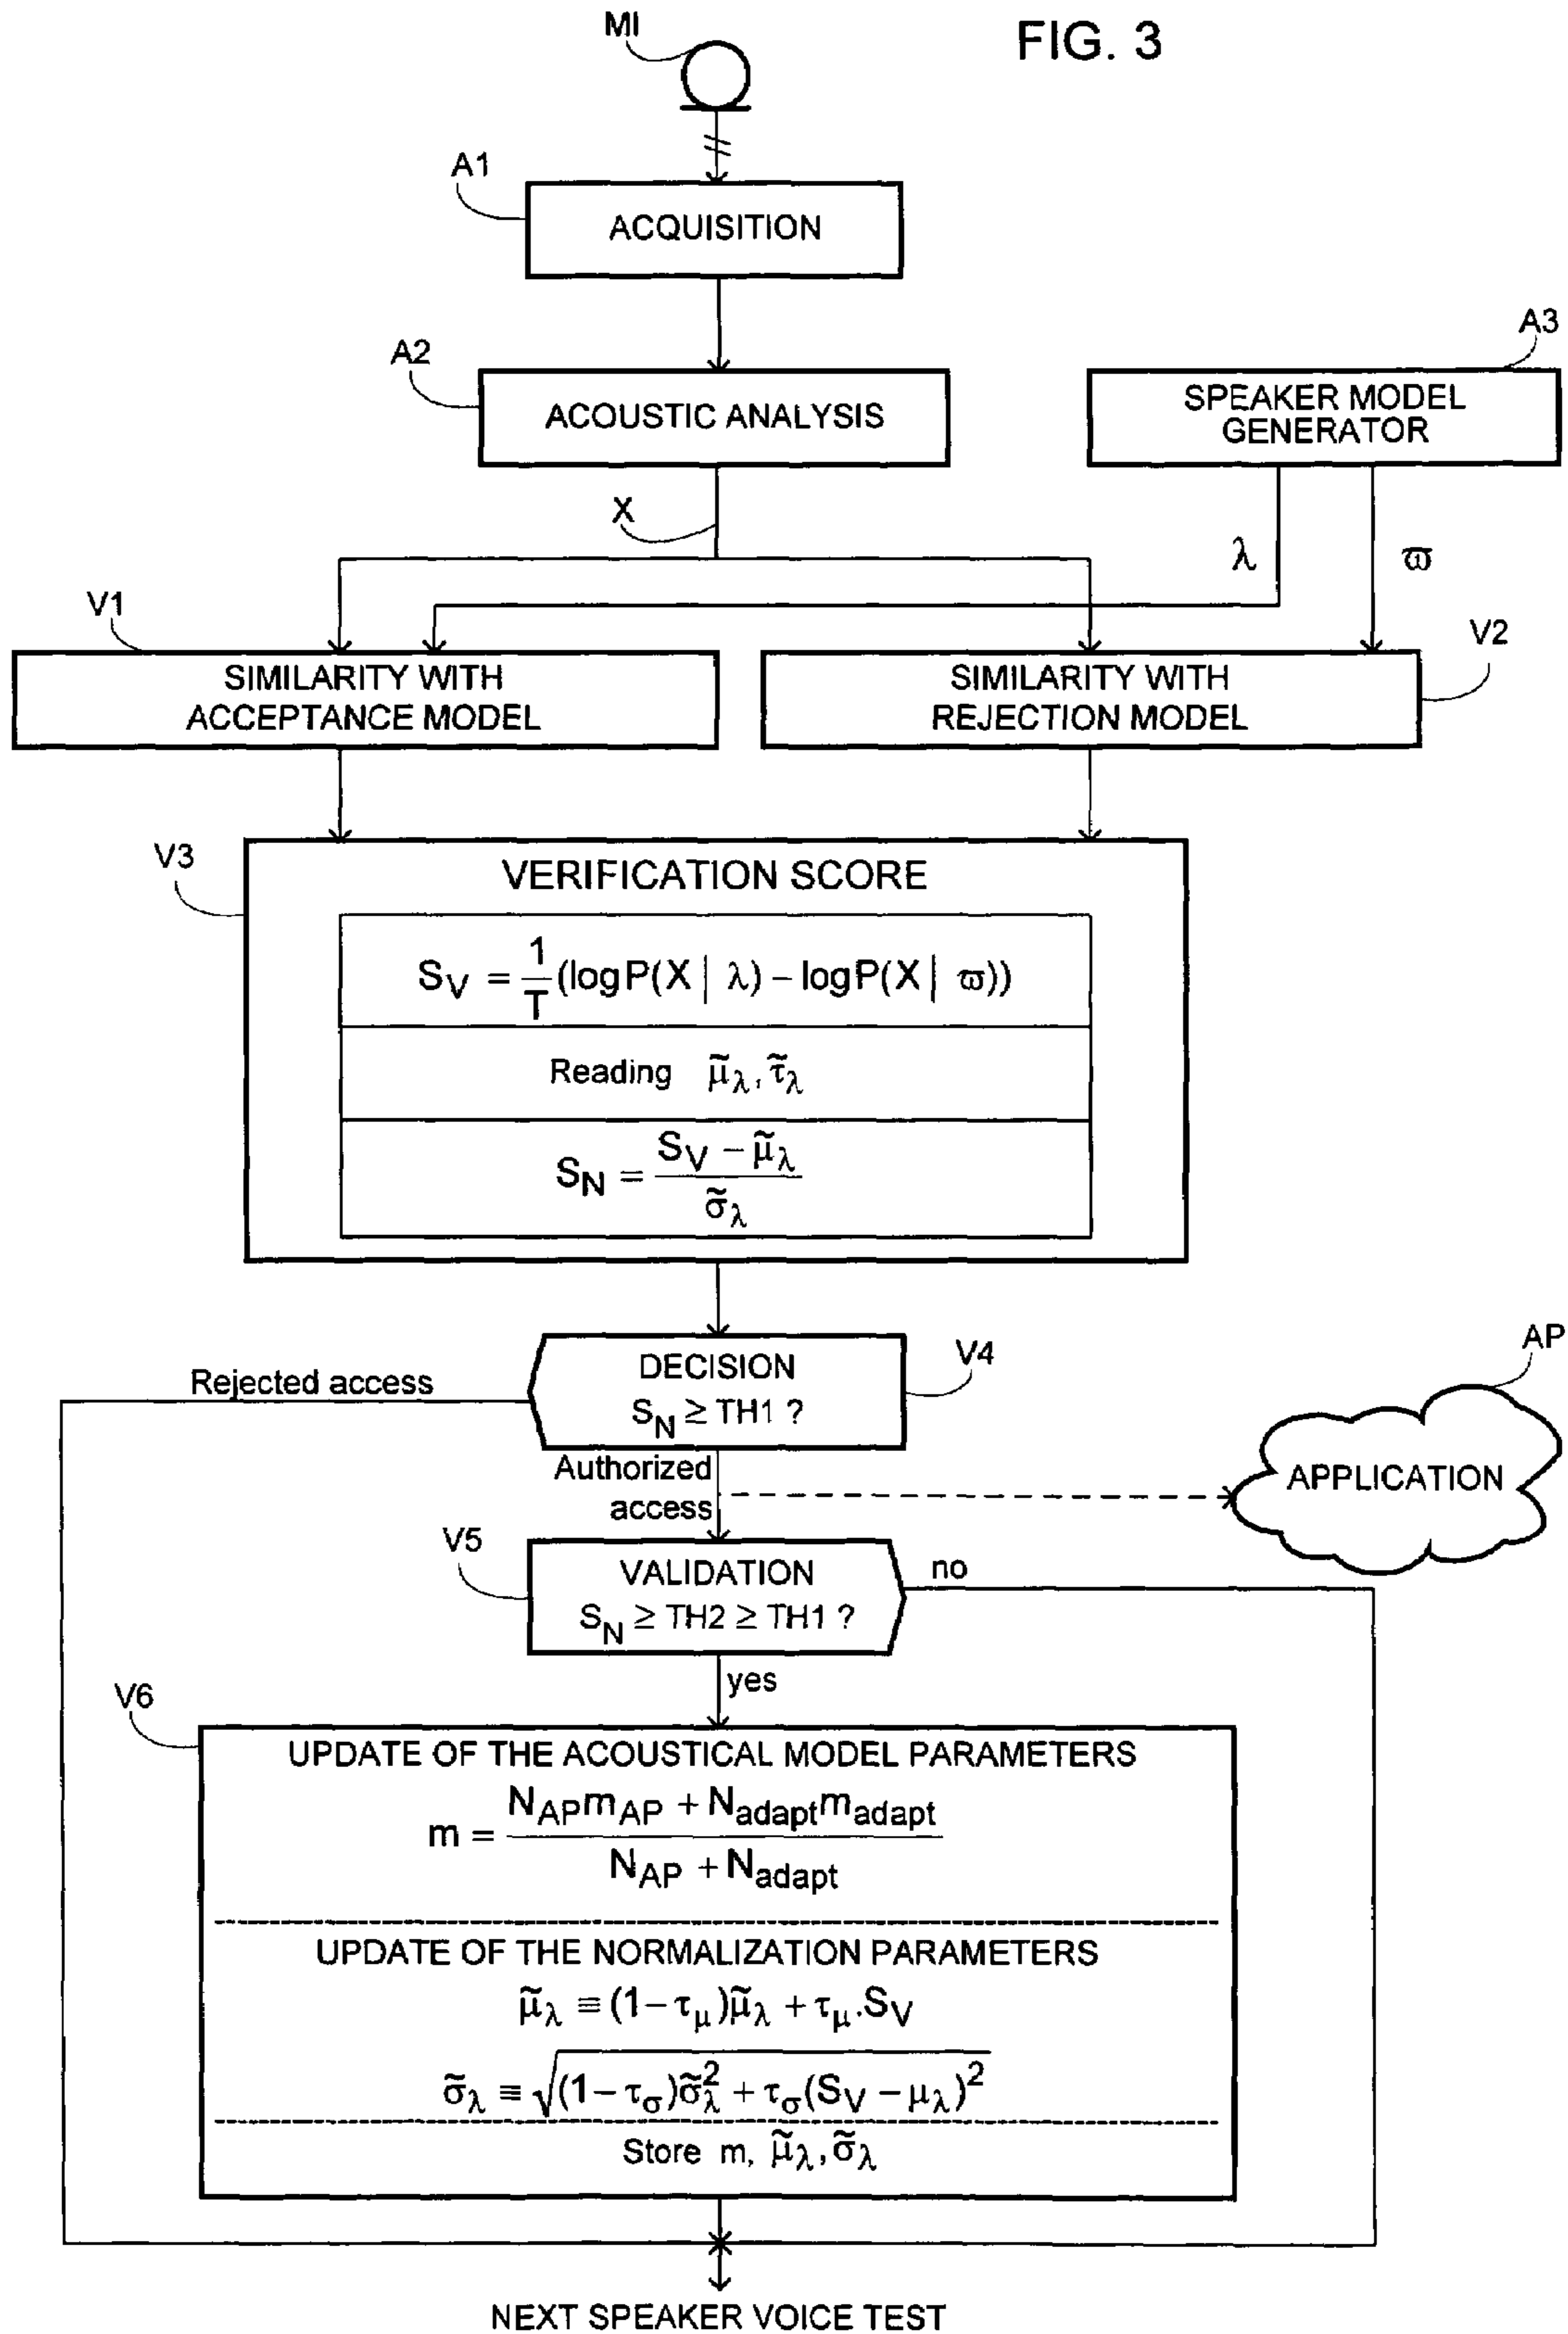 FIG. 3
MI
A1
ACQUISITION
A2
ACOUSTIC ANALYSIS
A3
SPEAKER MODEL
GENERATOR
X
λ
ϖ
V1
SIMILARITY WITH
ACCEPTANCE MODEL
V2
SIMILARITY WITH
REJECTION MODEL
V3
VERIFICATION SCORE
S_V = 1/T (log P(X | λ) – log P(X | ϖ))
Reading μ̃_λ, τ̃_λ
S_N = (S_V – μ̃_λ) / σ̃_λ
V4
DECISION
S_N ≥ TH1 ?
Rejected access
Authorized
access
AP
APPLICATION
V5
VALIDATION
S_N ≥ TH2 ≥ TH1 ?
no
yes
V6
UPDATE OF THE ACOUSTICAL MODEL PARAMETERS
m = (N_AP m_AP + N_adapt m_adapt) / (N_AP + N_adapt)
UPDATE OF THE NORMALIZATION PARAMETERS
μ̃_λ ≡ (1–τ_μ)μ̃_λ + τ_μ.S_V
σ̃_λ ≡ √((1–τ_σ)σ̃_λ² + τ_σ(S_V – μ_λ)²)
Store m, μ̃_λ, σ̃_λ
NEXT SPEAKER VOICE TEST